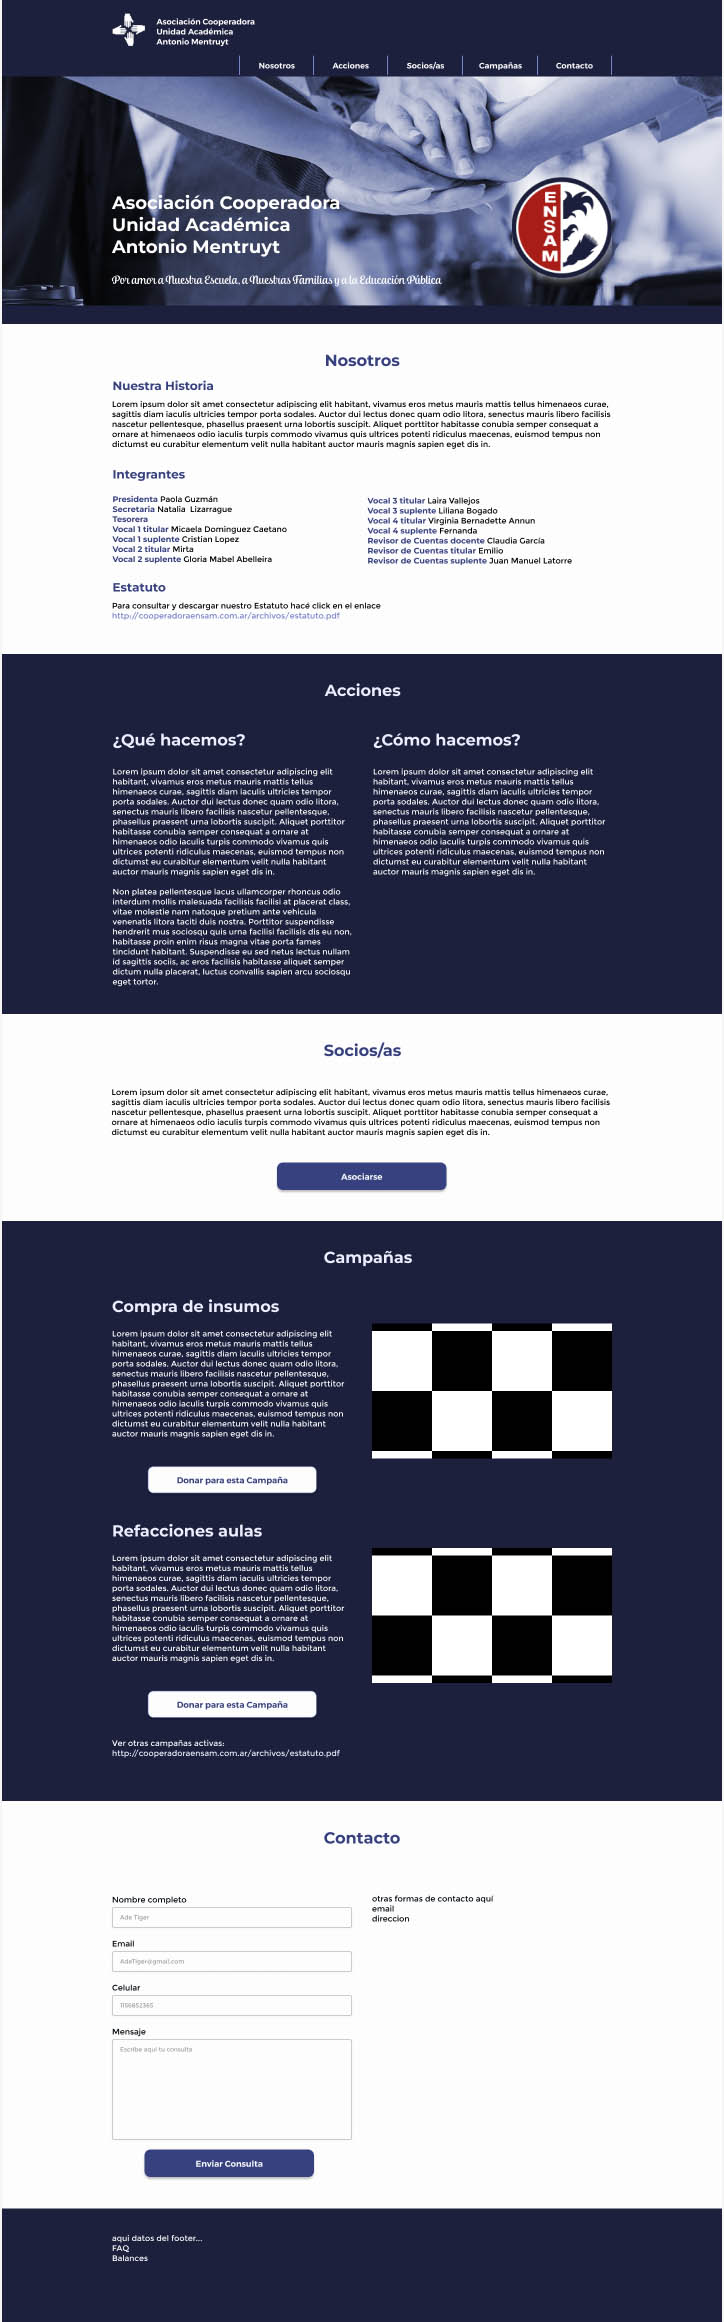 Asociación Cooperadora
Unidad Académica
Antonio Mentruyt
Nosotros
Acciones
Socios/as
Campañas
Contacto
Asociación Cooperadora
Unidad Académica
Antonio Mentruyt
Por amor a Nuestra Escuela, a Nuestras Familias y a la Educación Pública
ENSAM
Nosotros
Nuestra Historia
Lorem ipsum dolor sit amet consectetur adipiscing elit habitant, vivamus eros metus mauris mattis tellus himenaeos curae,
sagittis diam iaculis ultricies tempor porta sodales. Auctor dui lectus donec quam odio litora, senectus mauris libero facilisis
nascetur pellentesque, phasellus praesent urna lobortis suscipit. Aliquet porttitor habitasse conubia semper consequat a
ornare at himenaeos odio iaculis turpis commodo vivamus quis ultrices potenti ridiculus maecenas, euismod tempus non
dictumst eu curabitur elementum velit nulla habitant auctor mauris magnis sapien eget dis in.
Integrantes
Presidenta Paola Guzmán
Secretaria Natalia  Lizarrague
Tesorera
Vocal 1 titular Micaela Dominguez Caetano
Vocal 1 suplente Cristian Lopez
Vocal 2 titular Mirta
Vocal 2 suplente Gloria Mabel Abelleira
Vocal 3 titular Laira Vallejos
Vocal 3 suplente Liliana Bogado
Vocal 4 titular Virginia Bernadette Annun
Vocal 4 suplente Fernanda
Revisor de Cuentas docente Claudia García
Revisor de Cuentas titular Emilio
Revisor de Cuentas suplente Juan Manuel Latorre
Estatuto
Para consultar y descargar nuestro Estatuto hacé click en el enlace
http://cooperadoraensam.com.ar/archivos/estatuto.pdf
Acciones
¿Qué hacemos?
Lorem ipsum dolor sit amet consectetur adipiscing elit
habitant, vivamus eros metus mauris mattis tellus
himenaeos curae, sagittis diam iaculis ultricies tempor
porta sodales. Auctor dui lectus donec quam odio litora,
senectus mauris libero facilisis nascetur pellentesque,
phasellus praesent urna lobortis suscipit. Aliquet porttitor
habitasse conubia semper consequat a ornare at
himenaeos odio iaculis turpis commodo vivamus quis
ultrices potenti ridiculus maecenas, euismod tempus non
dictumst eu curabitur elementum velit nulla habitant
auctor mauris magnis sapien eget dis in.
Non platea pellentesque lacus ullamcorper rhoncus odio
interdum mollis malesuada facilisis facilisi at placerat class,
vitae molestie nam natoque pretium ante vehicula
venenatis litora taciti duis nostra. Porttitor suspendisse
hendrerit mus sociosqu quis urna facilisi facilisis dis eu non,
habitasse proin enim risus magna vitae porta fames
tincidunt habitant. Suspendisse eu sed netus lectus nullam
id sagittis sociis, ac eros facilisis habitasse aliquet semper
dictum nulla placerat, luctus convallis sapien arcu sociosqu
eget tortor.
¿Cómo hacemos?
Lorem ipsum dolor sit amet consectetur adipiscing elit
habitant, vivamus eros metus mauris mattis tellus
himenaeos curae, sagittis diam iaculis ultricies tempor
porta sodales. Auctor dui lectus donec quam odio litora,
senectus mauris libero facilisis nascetur pellentesque,
phasellus praesent urna lobortis suscipit. Aliquet porttitor
habitasse conubia semper consequat a ornare at
himenaeos odio iaculis turpis commodo vivamus quis
ultrices potenti ridiculus maecenas, euismod tempus non
dictumst eu curabitur elementum velit nulla habitant
auctor mauris magnis sapien eget dis in.
Socios/as
Lorem ipsum dolor sit amet consectetur adipiscing elit habitant, vivamus eros metus mauris mattis tellus himenaeos curae,
sagittis diam iaculis ultricies tempor porta sodales. Auctor dui lectus donec quam odio litora, senectus mauris libero facilisis
nascetur pellentesque, phasellus praesent urna lobortis suscipit. Aliquet porttitor habitasse conubia semper consequat a
ornare at himenaeos odio iaculis turpis commodo vivamus quis ultrices potenti ridiculus maecenas, euismod tempus non
dictumst eu curabitur elementum velit nulla habitant auctor mauris magnis sapien eget dis in.
Asociarse
Campañas
Compra de insumos
Lorem ipsum dolor sit amet consectetur adipiscing elit
habitant, vivamus eros metus mauris mattis tellus
himenaeos curae, sagittis diam iaculis ultricies tempor
porta sodales. Auctor dui lectus donec quam odio litora,
senectus mauris libero facilisis nascetur pellentesque,
phasellus praesent urna lobortis suscipit. Aliquet porttitor
habitasse conubia semper consequat a ornare at
himenaeos odio iaculis turpis commodo vivamus quis
ultrices potenti ridiculus maecenas, euismod tempus non
dictumst eu curabitur elementum velit nulla habitant
auctor mauris magnis sapien eget dis in.
Donar para esta Campaña
Refacciones aulas
Lorem ipsum dolor sit amet consectetur adipiscing elit
habitant, vivamus eros metus mauris mattis tellus
himenaeos curae, sagittis diam iaculis ultricies tempor
porta sodales. Auctor dui lectus donec quam odio litora,
senectus mauris libero facilisis nascetur pellentesque,
phasellus praesent urna lobortis suscipit. Aliquet porttitor
habitasse conubia semper consequat a ornare at
himenaeos odio iaculis turpis commodo vivamus quis
ultrices potenti ridiculus maecenas, euismod tempus non
dictumst eu curabitur elementum velit nulla habitant
auctor mauris magnis sapien eget dis in.
Donar para esta Campaña
Ver otras campañas activas:
http://cooperadoraensam.com.ar/archivos/estatuto.pdf
Contacto
Nombre completo
Ade Tiger
Email
AdeTiger@gmail.com
Celular
1156852365
Mensaje
Escribe aquí tu consulta
Enviar Consulta
otras formas de contacto aquí
email
direccion
aqui datos del footer...
FAQ
Balances